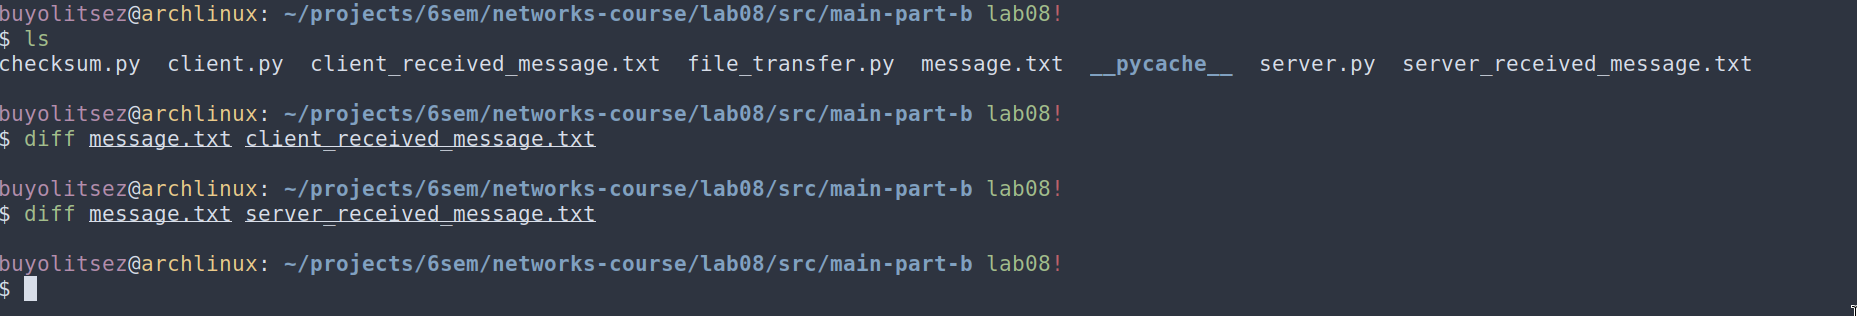 buyolitsez@archlinux: ~/projects/6sem/networks-course/lab08/src/main-part-b lab08!
$ ls
checksum.py  client.py  client_received_message.txt  file_transfer.py  message.txt  __pycache__  server.py  server_received_message.txt
buyolitsez@archlinux: ~/projects/6sem/networks-course/lab08/src/main-part-b lab08!
$ diff message.txt client_received_message.txt
buyolitsez@archlinux: ~/projects/6sem/networks-course/lab08/src/main-part-b lab08!
$ diff message.txt server_received_message.txt
buyolitsez@archlinux: ~/projects/6sem/networks-course/lab08/src/main-part-b lab08!
$